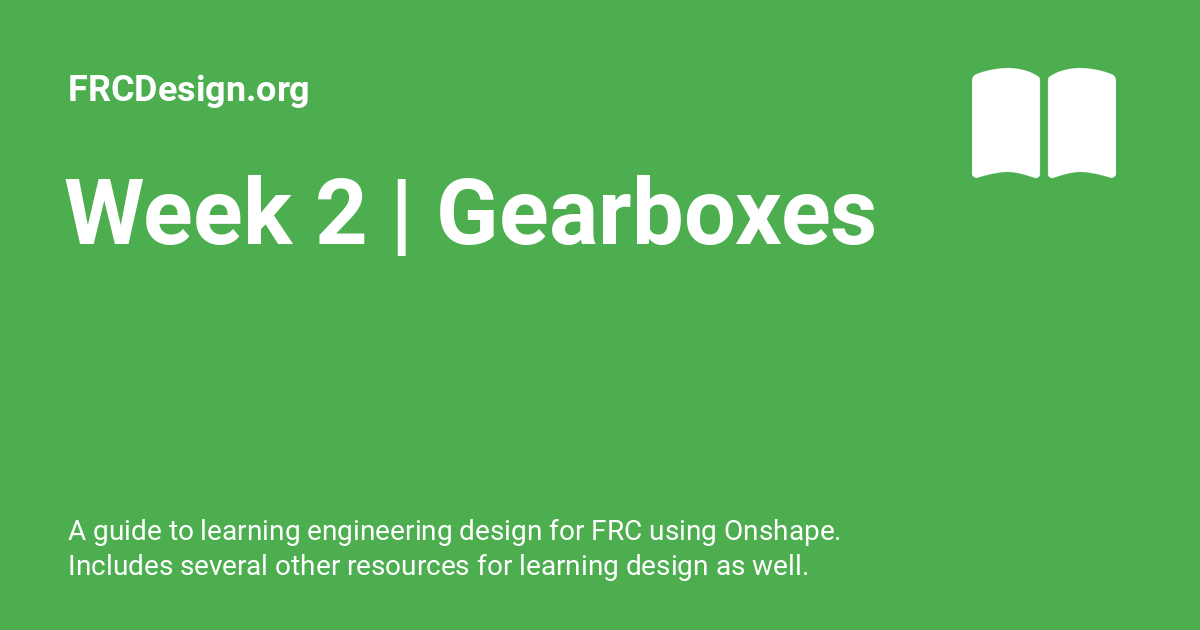 FRCDesign.org
Week 2 | Gearboxes
A guide to learning engineering design for FRC using Onshape.
Includes several other resources for learning design as well.